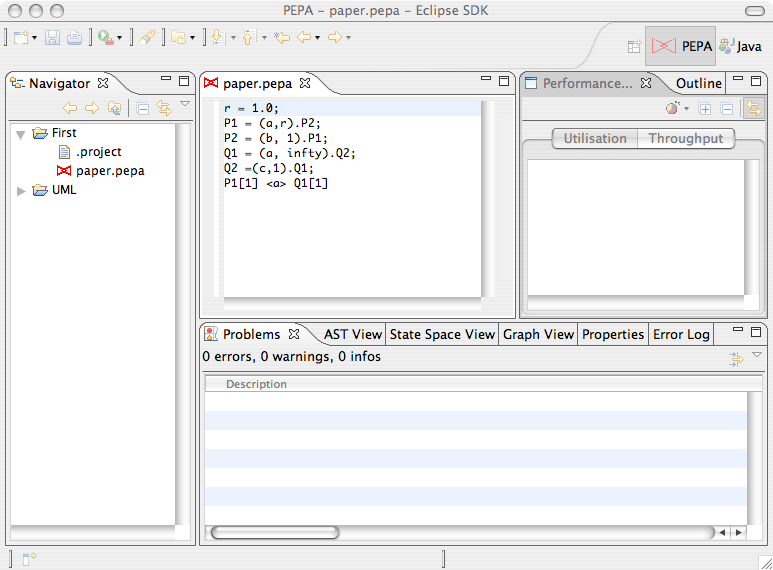 PEPA – paper.pepa – Eclipse SDK
PEPA
Java
Navigator
First
.project
paper.pepa
UML
paper.pepa
r = 1.0;
P1 = (a,r).P2;
P2 = (b, 1).P1;
Q1 = (a, infty).Q2;
Q2 =(c,1).Q1;
P1[1] <a> Q1[1]
Performance...
Outline
Utilisation
Throughput
Problems
AST View
State Space View
Graph View
Properties
Error Log
0 errors, 0 warnings, 0 infos
Description